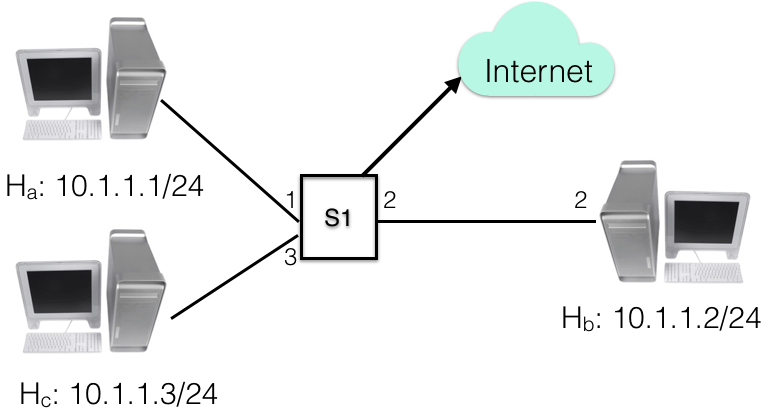 Internet
Ha: 10.1.1.1/24
1
S1
2
2
3
Hb: 10.1.1.2/24
Hc: 10.1.1.3/24